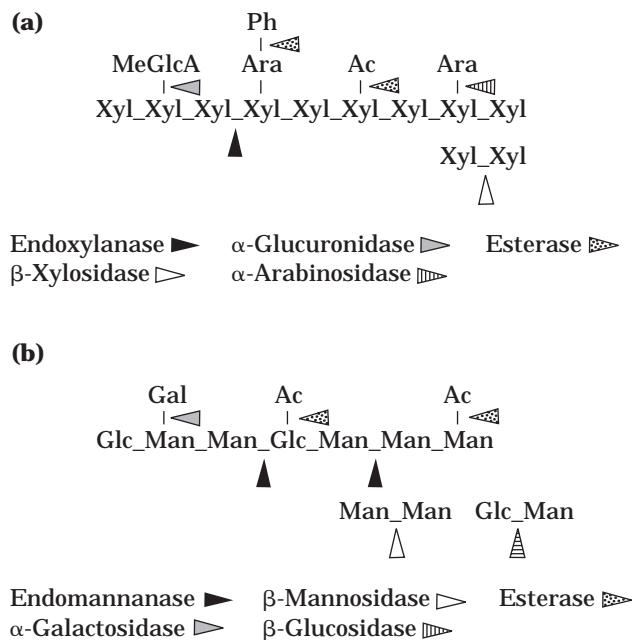 (a)
Ph
MeGlcA Ara Ac Ara
Xyl_Xyl_Xyl_Xyl_Xyl_Xyl_Xyl_Xyl_Xyl
Xyl_Xyl
Endoxylanase α-Glucuronidase Esterase
β-Xylosidase α-Arabinosidase
(b)
Gal Ac Ac
Glc_Man_Man_Glc_Man_Man_Man
Man_Man Glc_Man
Endomannanase β-Mannosidase Esterase
α-Galactosidase β-Glucosidase